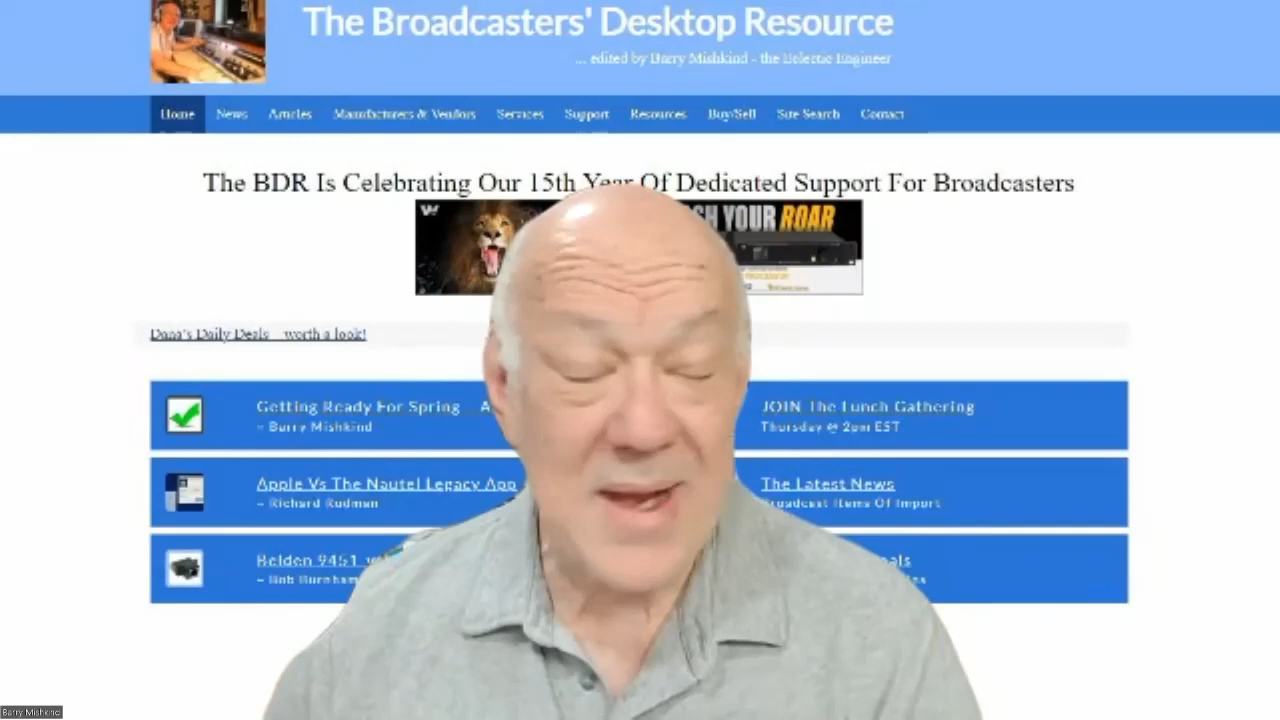 The Broadcasters' Desktop Resource
... edited by Barry Mishkind - the Eclectic Engineer
Home News Articles Manufacturers & Vendors Services Support Resources Buy/Sell Site Search Contact
The BDR Is Celebrating Our 15th Year Of Dedicated Support For Broadcasters
YOUR ROAR
Dana's Daily Deals worth a look!
Getting Ready For Spring A
– Barry Mishkind
JOIN The Lunch Gathering
Thursday @ 2pm EST
Apple Vs The Nautel Legacy App
– Richard Rudman
The Latest News
Broadcast Items Of Import
Belden 9451
– Bob Burnham
Barry Mishkind